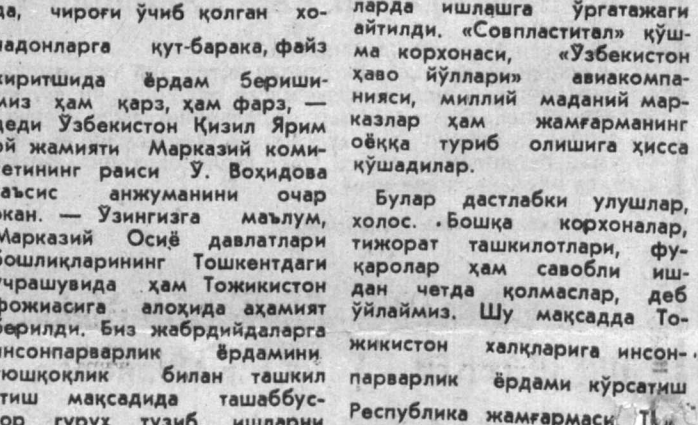 да, чироғи ўчиб қолган хо-
надонларга қут-барака, файз
киритшида ёрдам бериши-
миз ҳам қарз, ҳам фарз, —
деди Ўзбекистон Қизил Ярим
ой жамияти Марказий коми-
тетининг раиси Ў. Воҳидова
таъсис анжуманини очар
экан. — Ўзингизга маълум,
Марказий Осиё давлатлари
бошлиқларининг Тошкентдаги
учрашувида ҳам Тожикистон
фожиасига алоҳида аҳамият
берилди. Биз жабрдийдаларга
инсонпарварлик ёрдамини
уюшқоқлик билан ташкил
этиш мақсадида ташаббус-
гуруҳ тузиб ишларни
ларда ишлашга ўргатажаги
айтилди. «Совпластитал» қўш-
ма корхонаси, «Ўзбекистон
ҳаво йўллари» авиакомпа-
нияси, миллий маданий мар-
казлар ҳам жамғарманинг
оёққа туриб олишига ҳисса
қўшадилар.
Булар дастлабки улушлар,
холос. Бошқа корхоналар,
тижорат ташкилотлари, фу-
қаролар ҳам савобли иш-
дан четда қолмаслар, деб
ўйлаймиз. Шу мақсадда То-
жикистон халқларига инсон-
парварлик ёрдами кўрсатиш
Республика жамғармаси